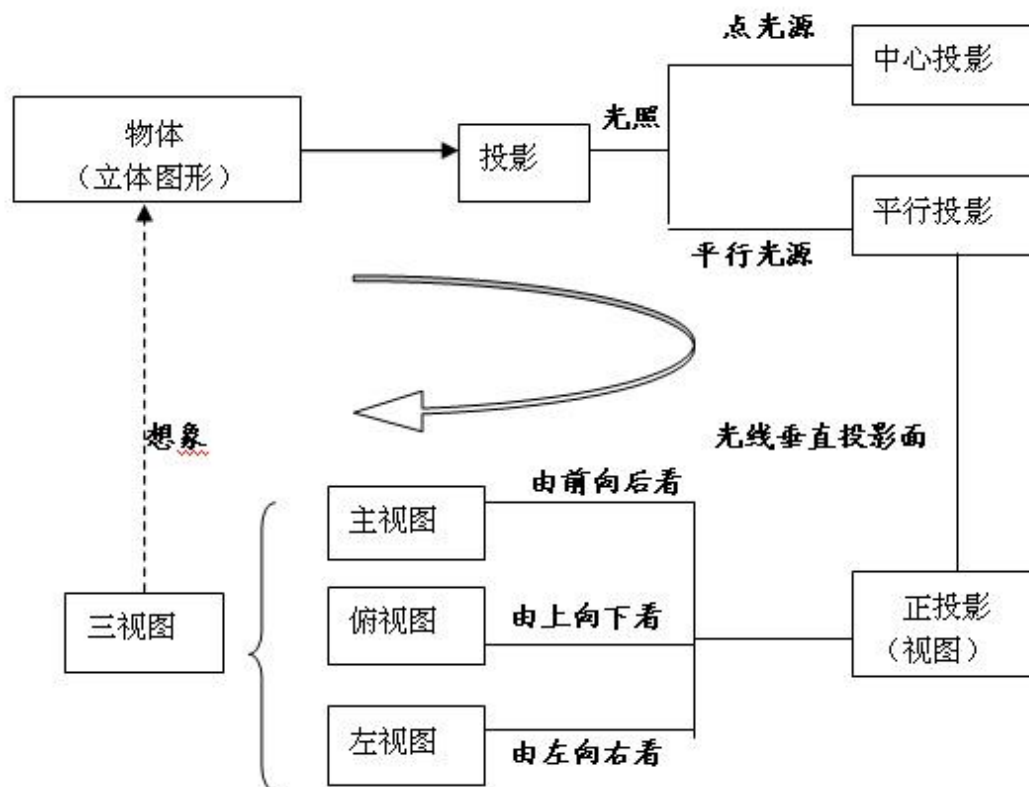 点光源
中心投影
物体
（立体图形）
光照
投影
平行投影
平行光源
想象
光线垂直投影面
由前向后看
主视图
由上向下看
俯视图
三视图
正投影
（视图）
由左向右看
左视图